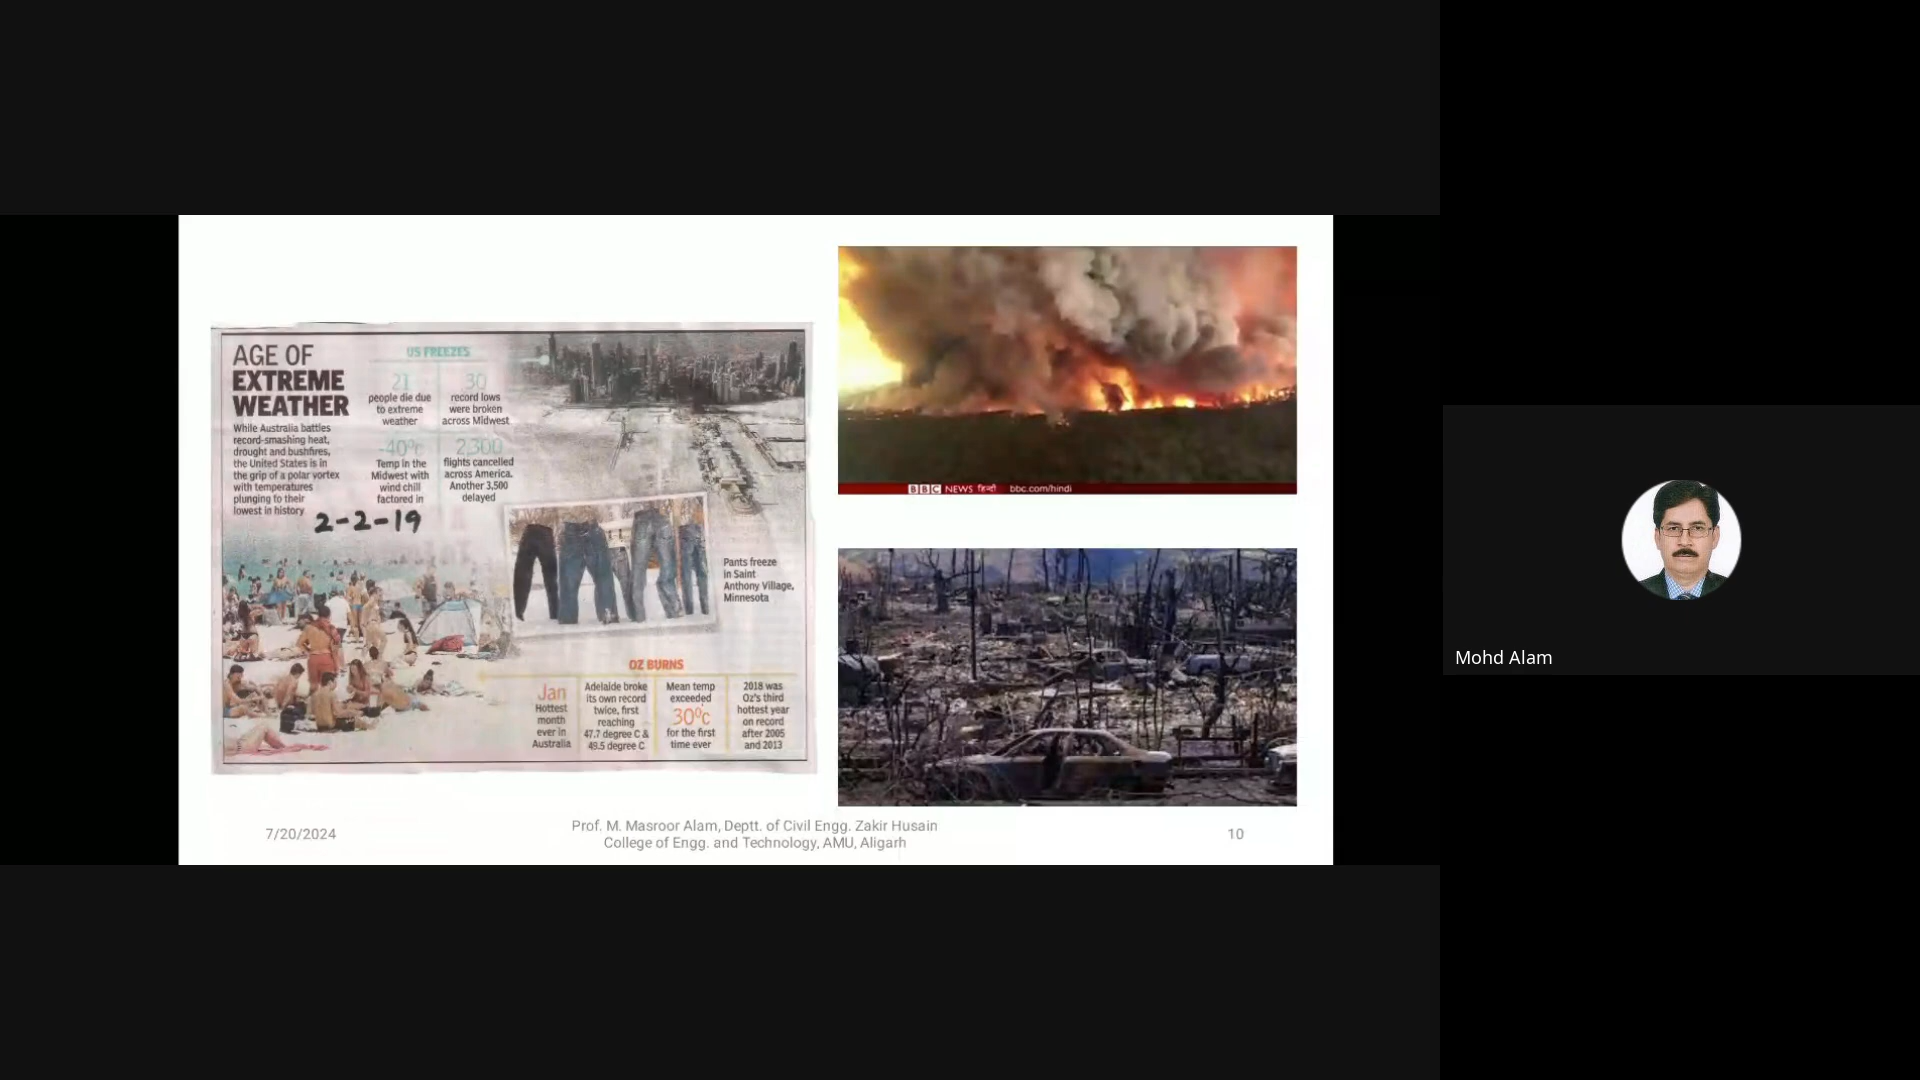 AGE OF
EXTREME
WEATHER
While Australia battles
record-smashing heat,
drought and bushfires,
the United States is in
the grip of a polar vortex
with temperatures
plunging to their
lowest in history
2-2-19
US FREEZES
21
people die due
to extreme
weather
30
record lows
were broken
across Midwest
-40ºc
Temp in the
Midwest with
wind chill
factored in
2,300
flights cancelled
across America.
Another 3,500
delayed
Pants freeze
in Saint
Anthony Village,
Minnesota
OZ BURNS
Jan
Hottest
month
ever in
Australia
Adelaide broke
its own record
twice, first
reaching
47.7 degree C &
49.5 degree C
Mean temp
exceeded
30ºc
for the first
time ever
2018 was
Oz's third
hottest year
on record
after 2005
and 2013
BBC NEWS हिन्दी bbc.com/hindi
7/20/2024
Prof. M. Masroor Alam, Deptt. of Civil Engg. Zakir Husain
College of Engg. and Technology, AMU, Aligarh
10
Mohd Alam